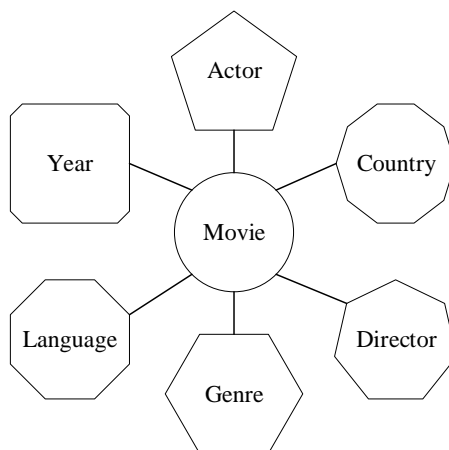 Actor
Year
Country
Movie
Language
Director
Genre